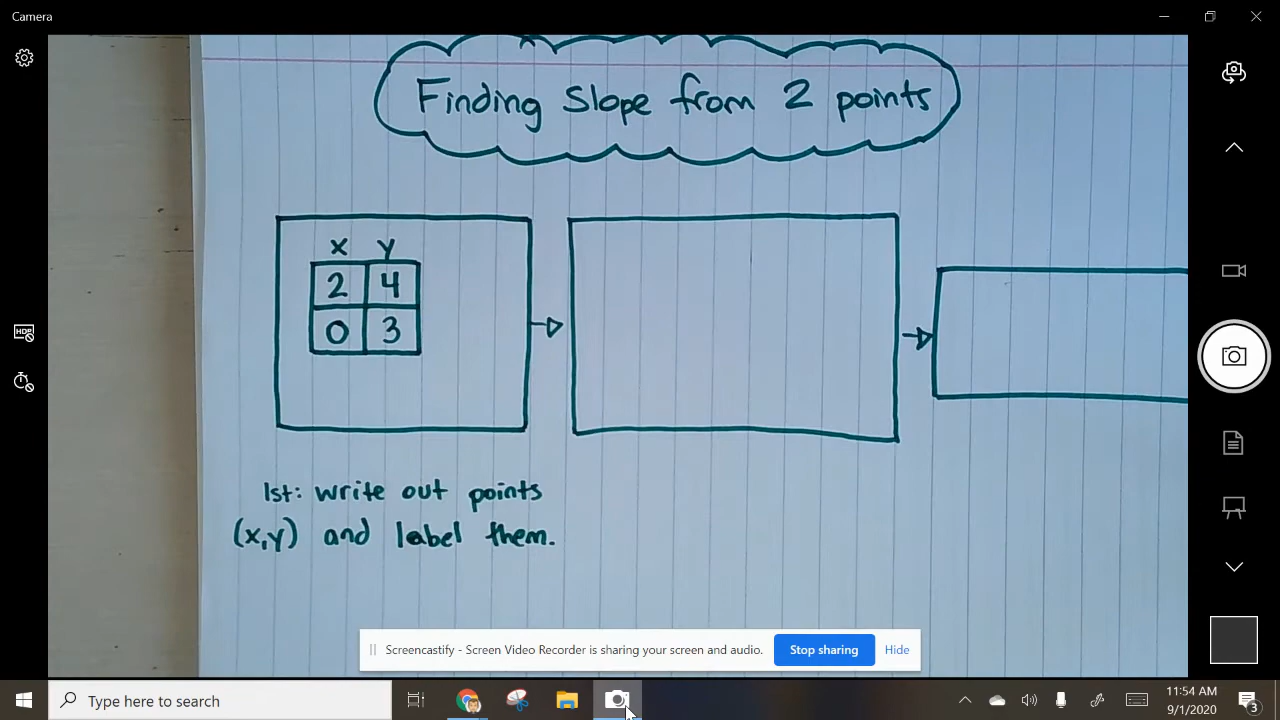 Camera
Finding Slope from 2 points
x y
2 4
0 3
1st: write out points
(x,y) and label them.
Screencastify - Screen Video Recorder is sharing your screen and audio.
Stop sharing
Hide
Type here to search
11:54 AM
9/1/2020
3